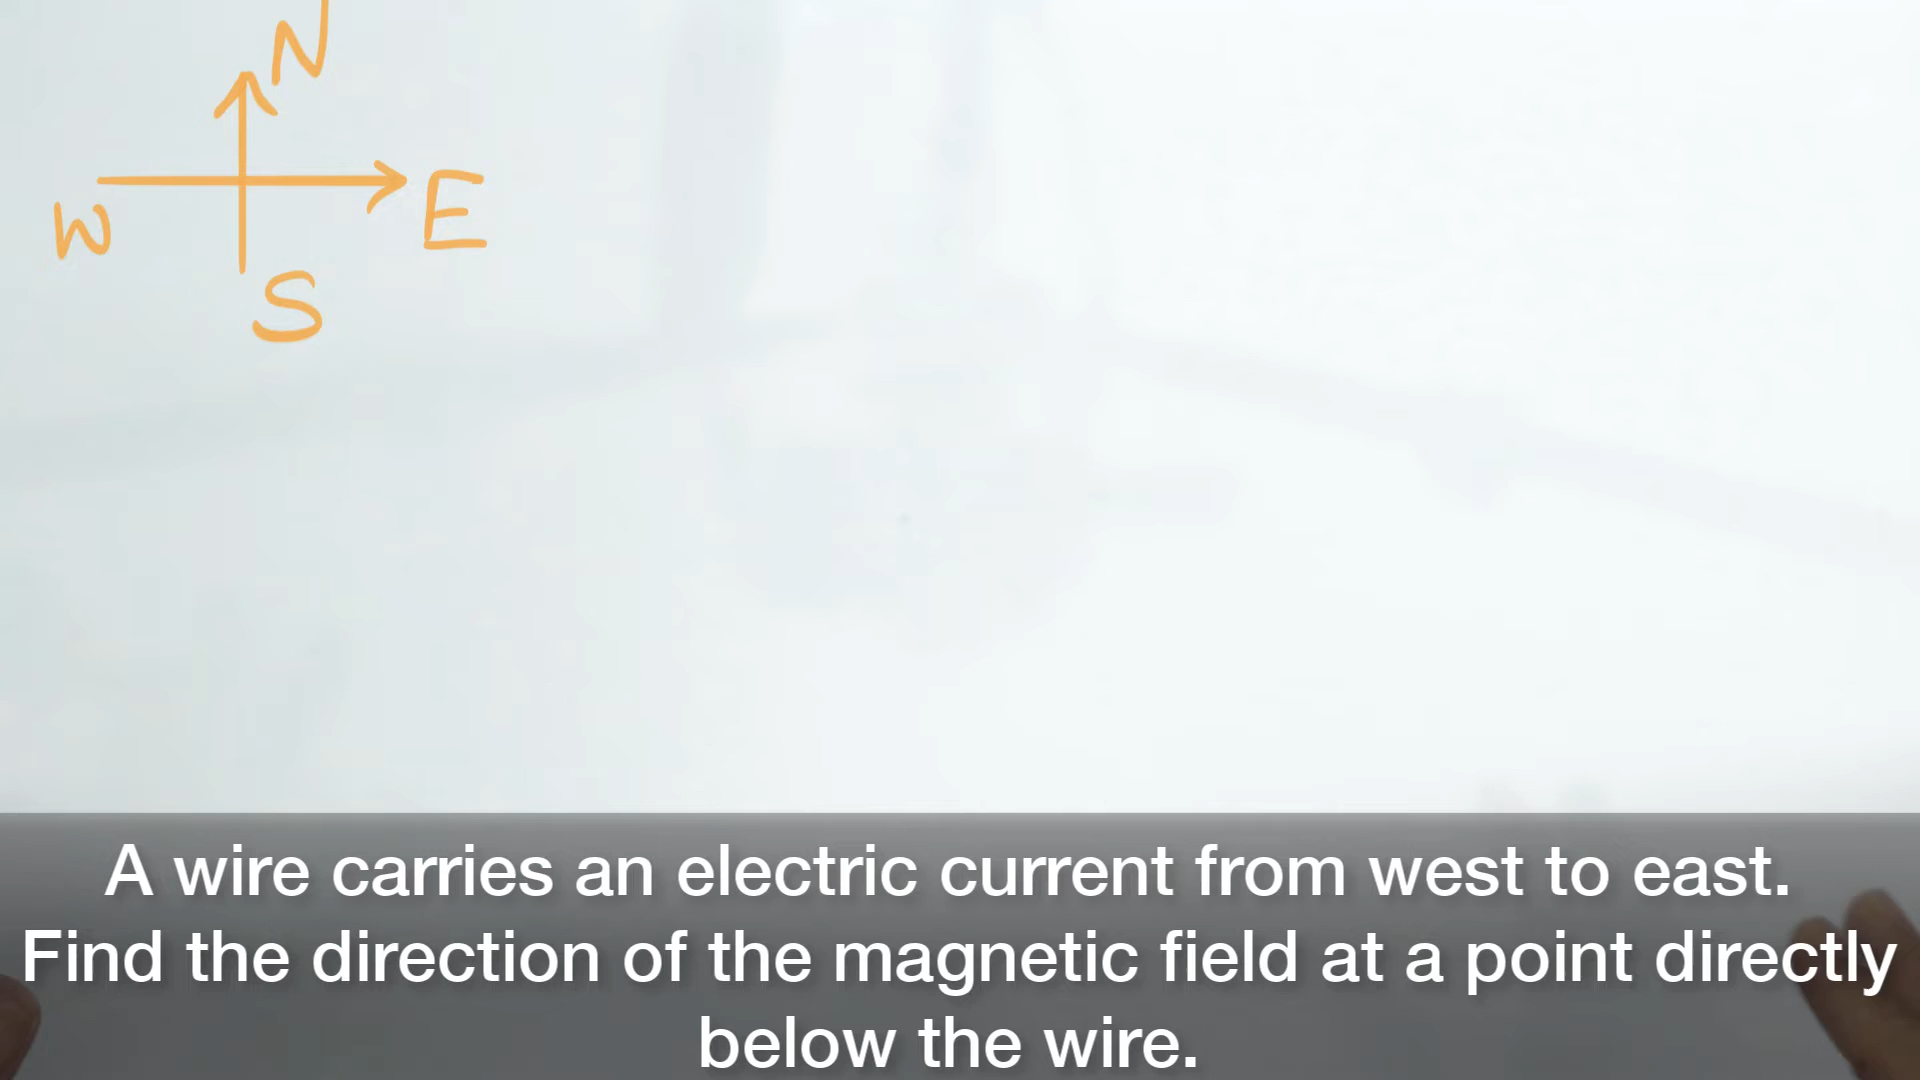 N
W
E
S
A wire carries an electric current from west to east.
Find the direction of the magnetic field at a point directly
below the wire.